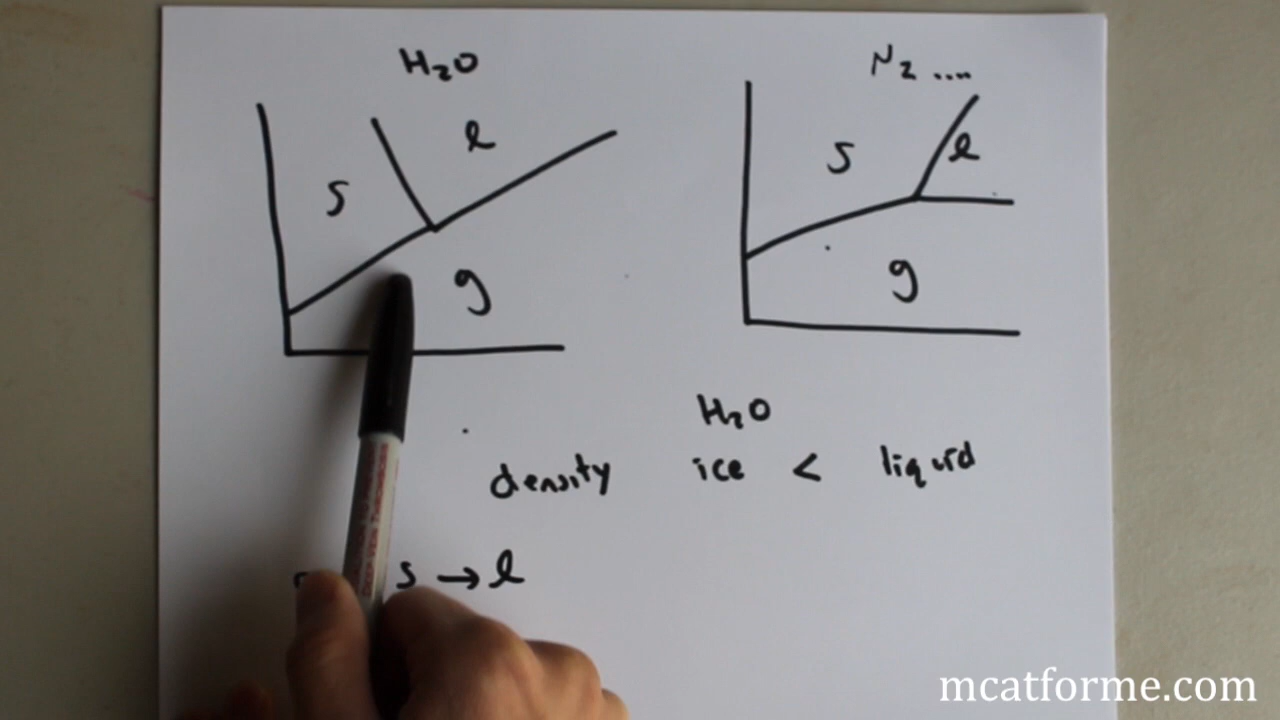 H₂O
N₂ ....
s
l
g
s
l
g
H₂O
density ice < liquid
s → l
mcatforme.com